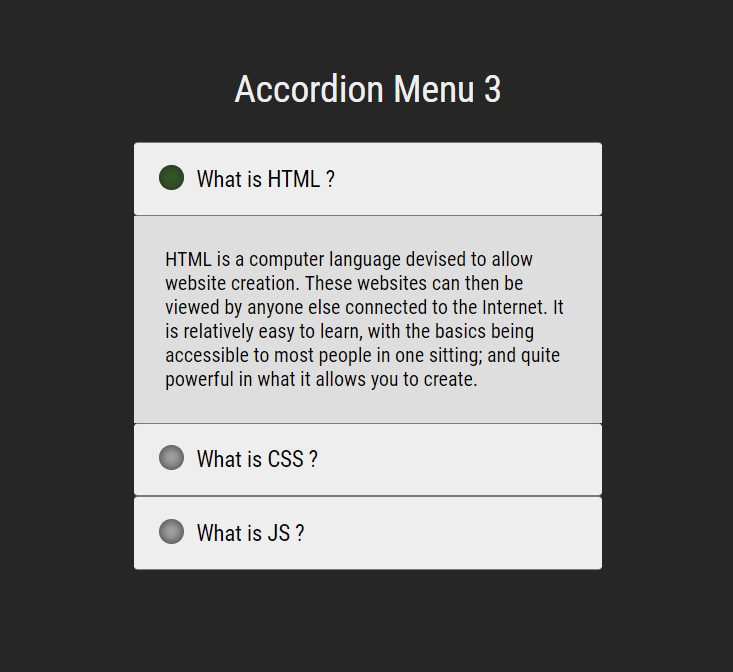 Accordion Menu 3
What is HTML ?
HTML is a computer language devised to allow
website creation. These websites can then be
viewed by anyone else connected to the Internet. It
is relatively easy to learn, with the basics being
accessible to most people in one sitting; and quite
powerful in what it allows you to create.
What is CSS ?
What is JS ?